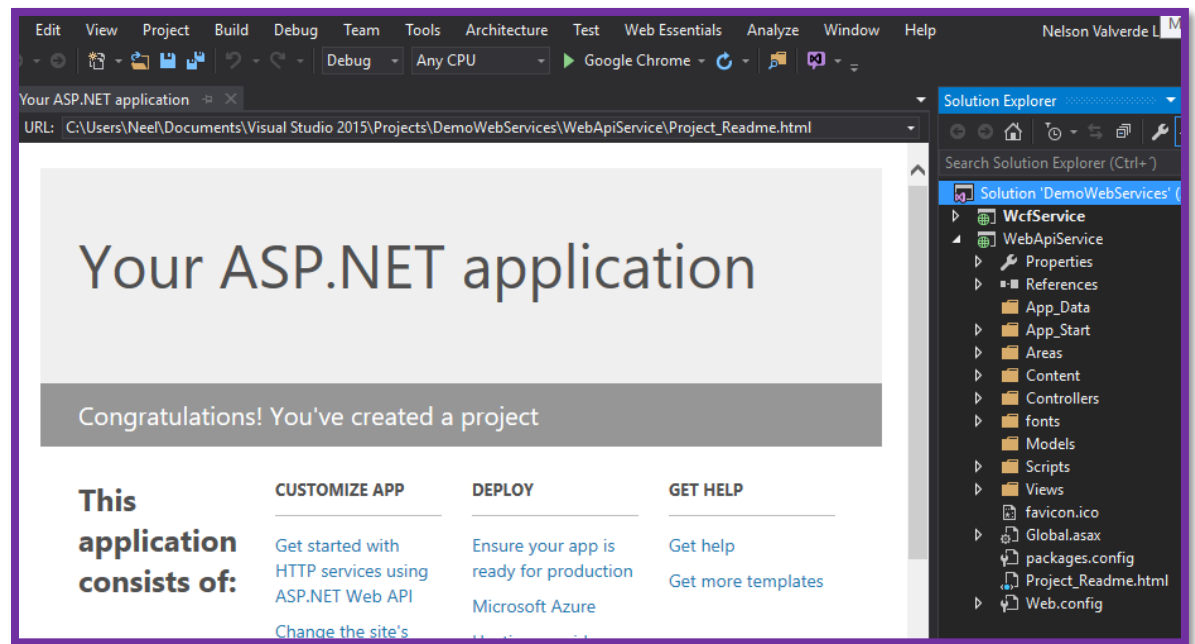 Edit View Project Build Debug Team Tools Architecture Test Web Essentials Analyze Window Help Nelson Valverde L
Debug Any CPU Google Chrome
Your ASP.NET application
Solution Explorer
URL: C:\Users\Neel\Documents\Visual Studio 2015\Projects\DemoWebServices\WebApiService\Project_Readme.html
Search Solution Explorer (Ctrl+´)
Your ASP.NET application
Congratulations! You've created a project
This
application
consists of:
CUSTOMIZE APP
Get started with
HTTP services using
ASP.NET Web API
Change the site's
DEPLOY
Ensure your app is
ready for production
Microsoft Azure
GET HELP
Get help
Get more templates
Solution 'DemoWebServices' (
WcfService
WebApiService
Properties
References
App_Data
App_Start
Areas
Content
Controllers
fonts
Models
Scripts
Views
favicon.ico
Global.asax
packages.config
Project_Readme.html
Web.config